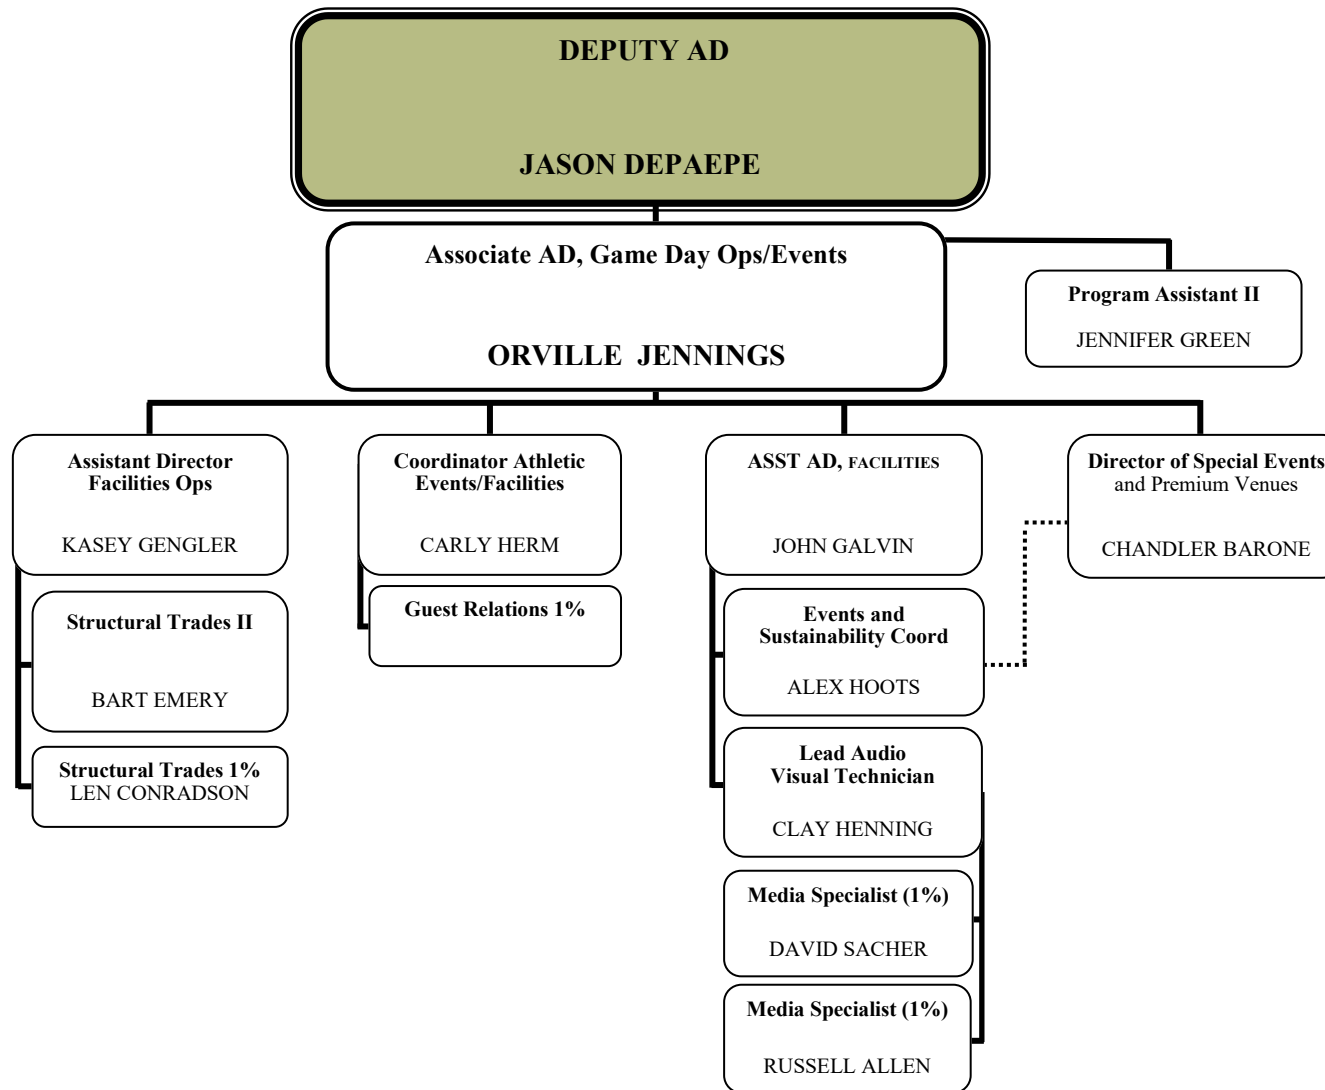 DEPUTY AD
JASON DEPAEPE
Associate AD, Game Day Ops/Events
ORVILLE JENNINGS
Program Assistant II
JENNIFER GREEN
Assistant Director
Facilities Ops
KASEY GENGLER
Structural Trades II
BART EMERY
Structural Trades 1%
LEN CONRADSON
Coordinator Athletic
Events/Facilities
CARLY HERM
Guest Relations 1%
ASST AD, FACILITIES
JOHN GALVIN
Events and
Sustainability Coord
ALEX HOOTS
Lead Audio
Visual Technician
CLAY HENNING
Media Specialist (1%)
DAVID SACHER
Media Specialist (1%)
RUSSELL ALLEN
Director of Special Events
and Premium Venues
CHANDLER BARONE